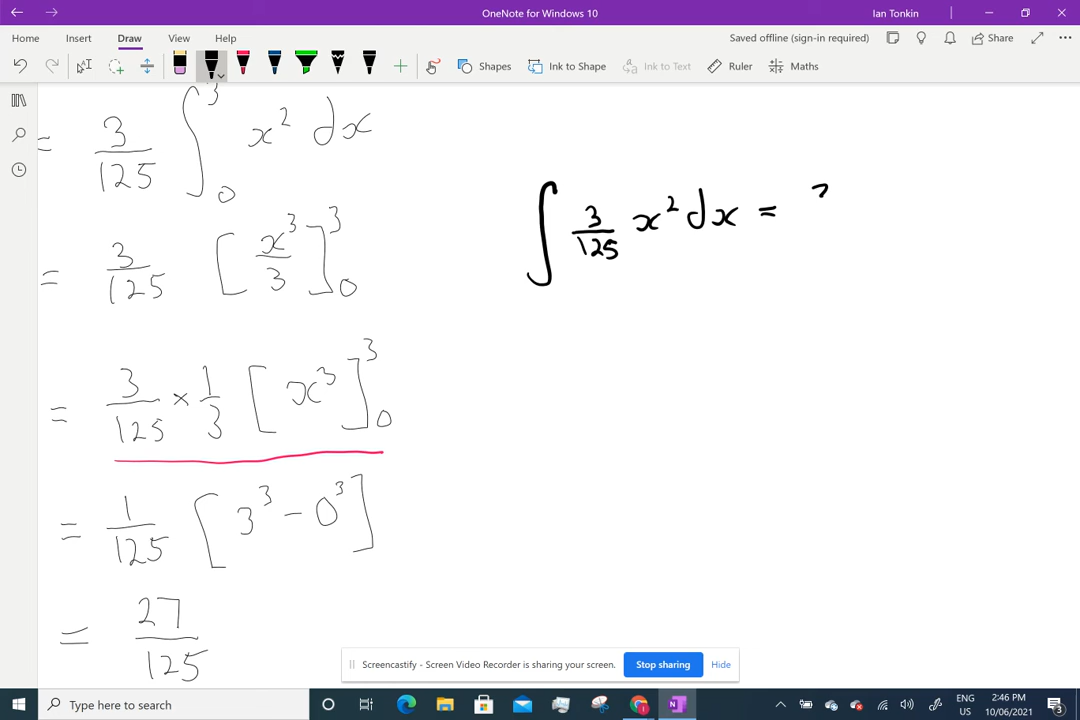 OneNote for Windows 10
Ian Tonkin
Home Insert Draw View Help
Saved offline (sign-in required)
Share
Shapes
Ink to Shape
Ink to Text
Ruler
Maths
= 3/125 ∫₀³ x² dx
= 3/125 [x³/3]₀³
= 3/125 × 1/3 [x³]₀³
= 1/125 [3³ - 0³]
= 27/125
∫ 3/125 x² dx =
Screencastify - Screen Video Recorder is sharing your screen.
Stop sharing
Hide
Type here to search
ENG
US
2:46 PM
10/06/2021
3